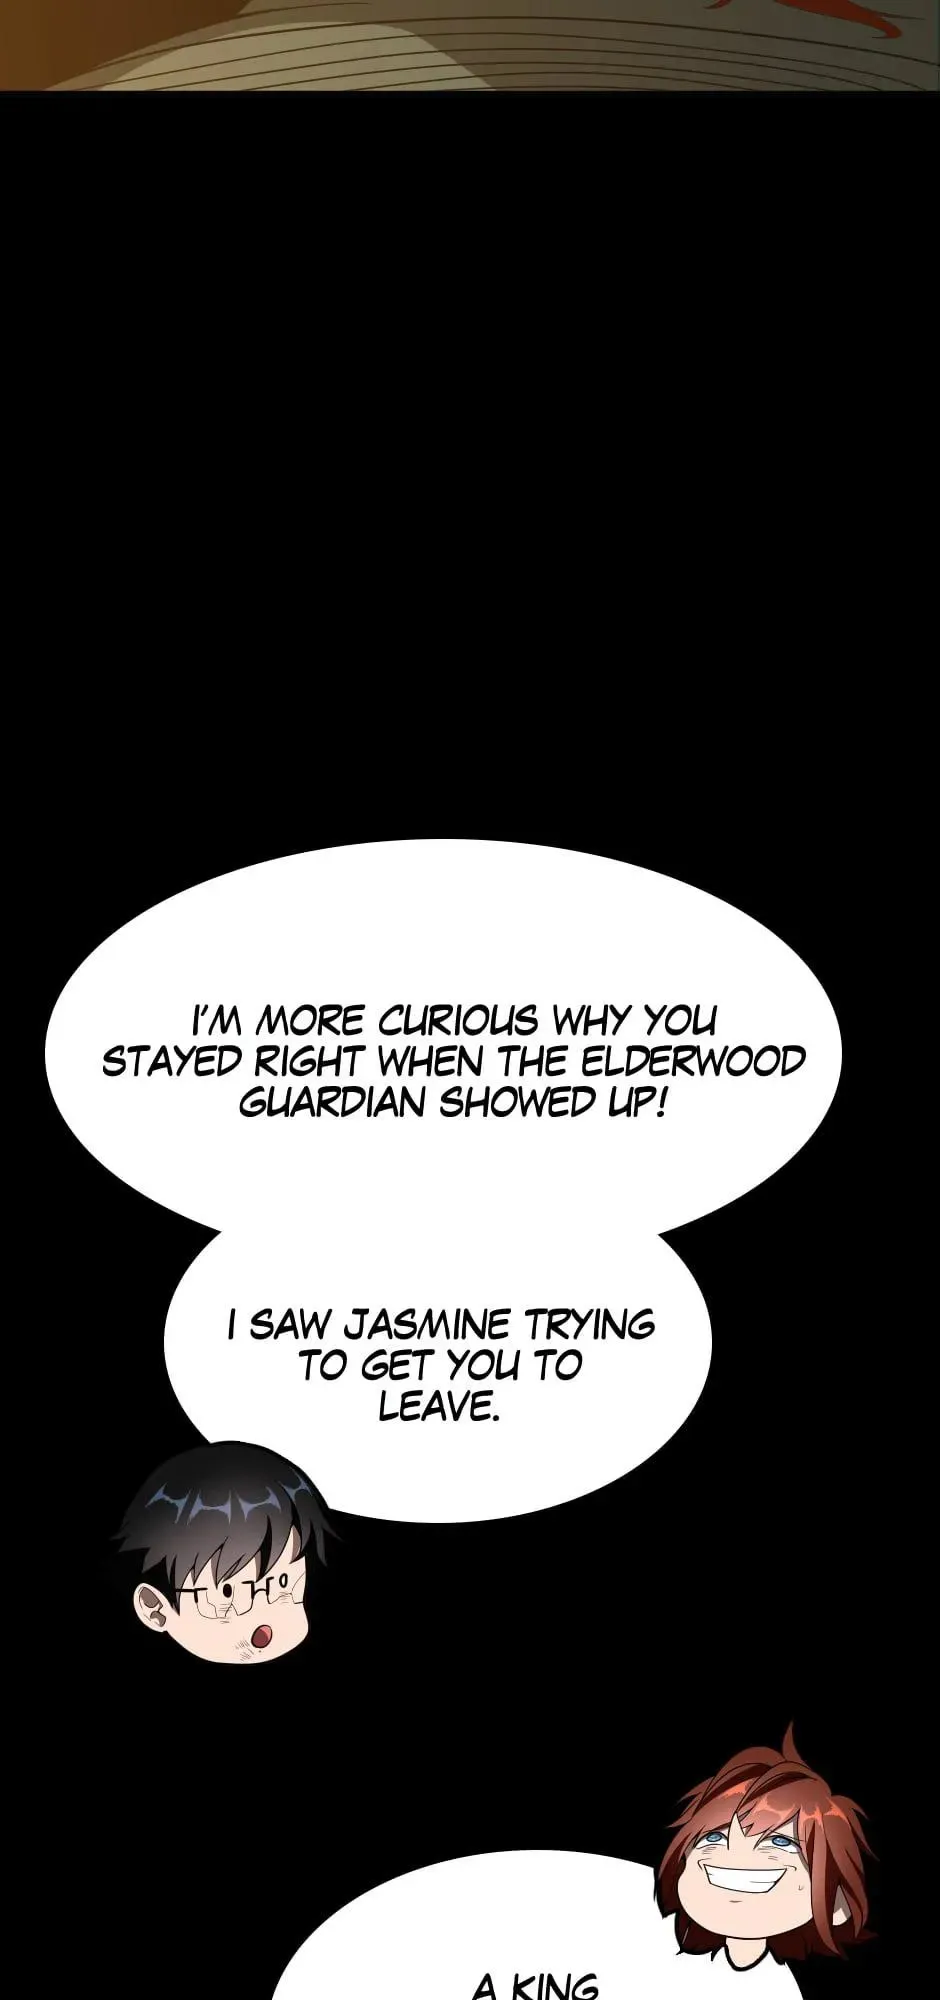 I'M MORE CURIOUS WHY YOU
STAYED RIGHT WHEN THE ELDERWOOD
GUARDIAN SHOWED UP!
I SAW JASMINE TRYING
TO GET YOU TO
LEAVE.
A KING